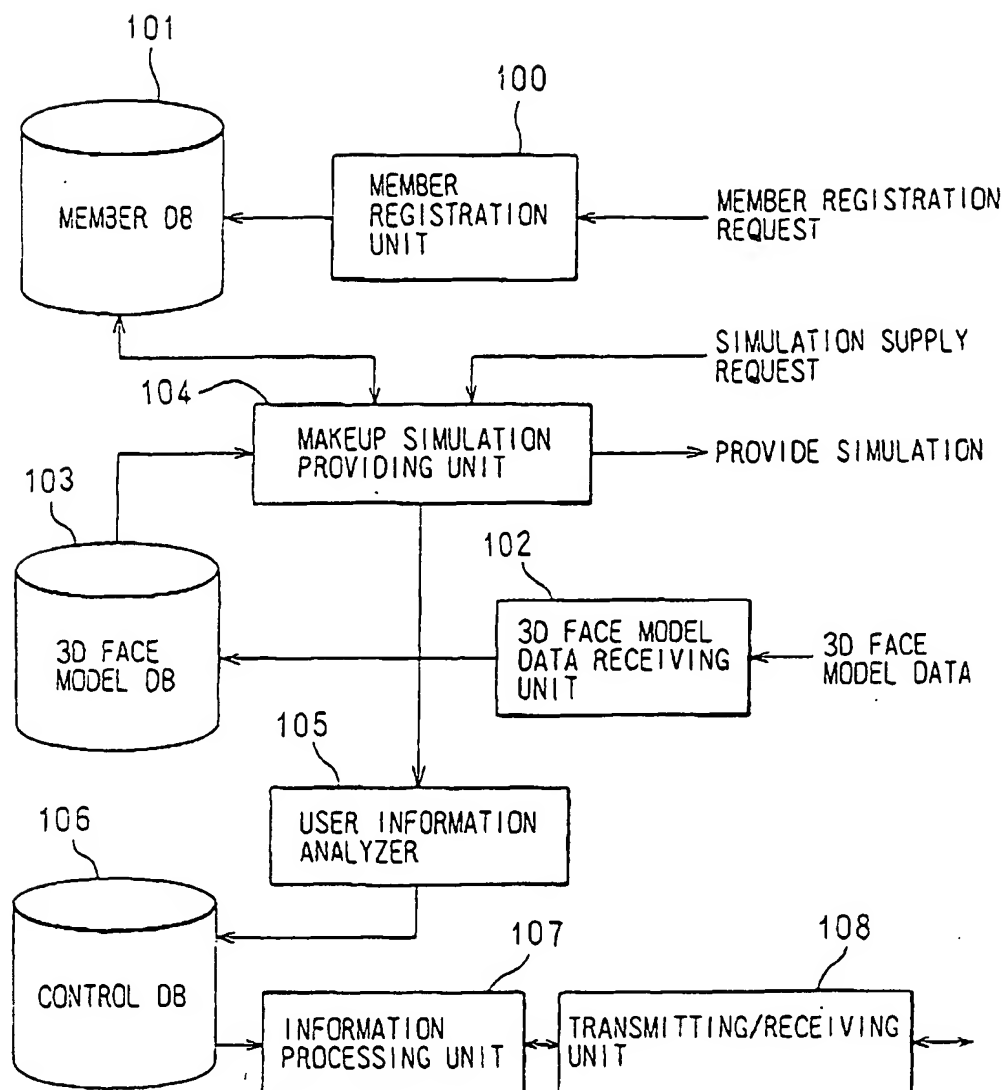 101
100
MEMBER DB
MEMBER
REGISTRATION
UNIT
MEMBER REGISTRATION
REQUEST
SIMULATION SUPPLY
REQUEST
104
MAKEUP SIMULATION
PROVIDING UNIT
PROVIDE SIMULATION
103
102
3D FACE
MODEL DB
3D FACE MODEL
DATA RECEIVING
UNIT
3D FACE
MODEL DATA
105
USER INFORMATION
ANALYZER
106
107
108
CONTROL DB
INFORMATION
PROCESSING UNIT
TRANSMITTING/RECEIVING
UNIT